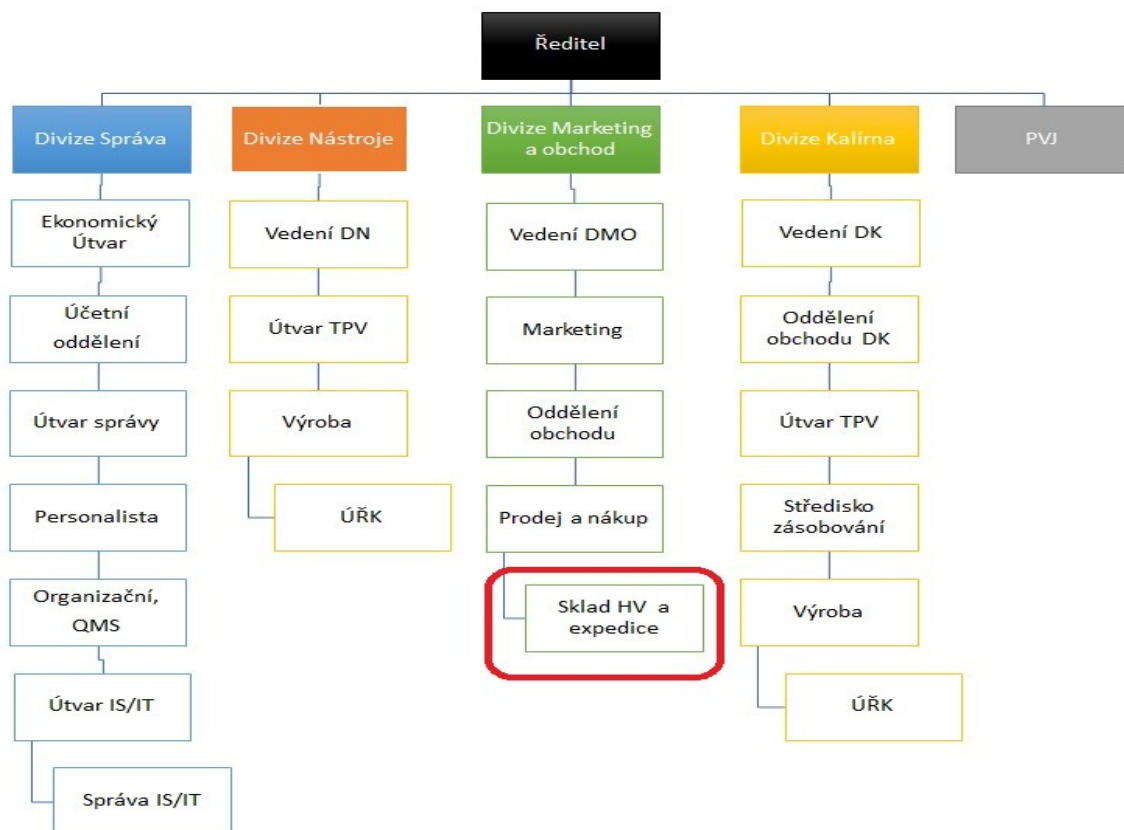 Ředitel
Divize Správa
Divize Nástroje
Divize Marketing
a obchod
Divize Kalírna
PVJ
Ekonomický
Útvar
Účetní
oddělení
Útvar správy
Personalista
Organizační,
QMS
Útvar IS/IT
Správa IS/IT
Vedení DN
Útvar TPV
Výroba
ÚŘK
Vedení DMO
Marketing
Oddělení
obchodu
Prodej a nákup
Sklad HV a
expedice
Vedení DK
Oddělení
obchodu DK
Útvar TPV
Středisko
zásobování
Výroba
ÚŘK